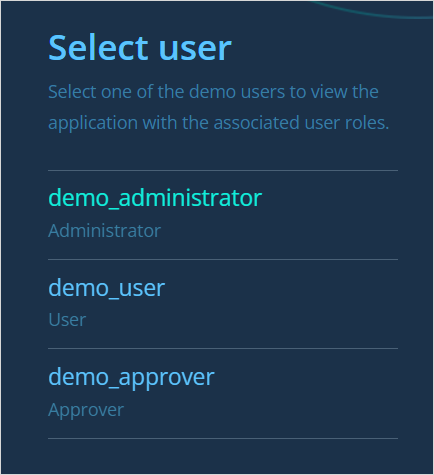 Select user
Select one of the demo users to view the
application with the associated user roles.
demo_administrator
Administrator
demo_user
User
demo_approver
Approver